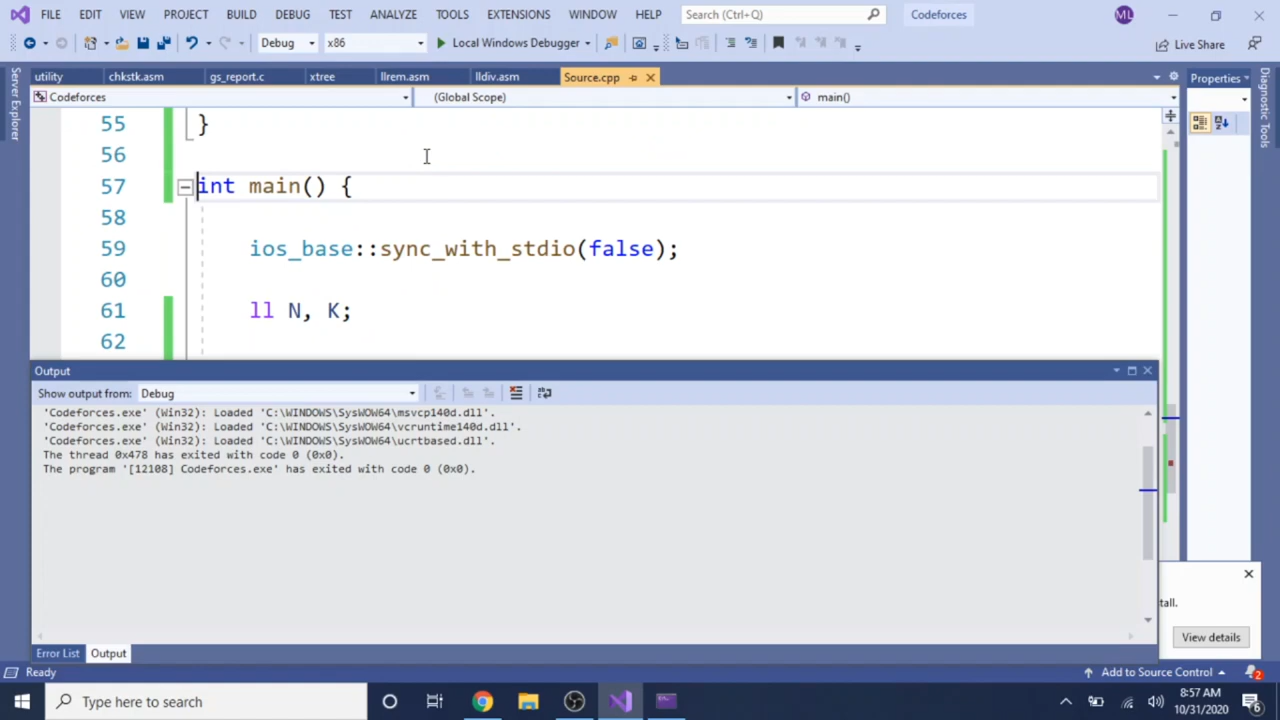 FILE EDIT VIEW PROJECT BUILD DEBUG TEST ANALYZE TOOLS EXTENSIONS WINDOW HELP Search (Ctrl+Q) Codeforces ML
Debug x86 Local Windows Debugger Live Share
Server Explorer
utility chkstk.asm gs_report.c xtree llrem.asm lldiv.asm Source.cpp Properties
Codeforces (Global Scope) main()
Diagnostic Tools
55 }
56
57 int main() {
58
59 ios_base::sync_with_stdio(false);
60
61 ll N, K;
62
Output
Show output from: Debug
'Codeforces.exe' (Win32): Loaded 'C:\WINDOWS\SysWOW64\msvcp140d.dll'.
'Codeforces.exe' (Win32): Loaded 'C:\WINDOWS\SysWOW64\vcruntime140d.dll'.
'Codeforces.exe' (Win32): Loaded 'C:\WINDOWS\SysWOW64\ucrtbased.dll'.
The thread 0x478 has exited with code 0 (0x0).
The program '[12108] Codeforces.exe' has exited with code 0 (0x0).
tall.
View details
Error List Output
Ready Add to Source Control 2
Type here to search
8:57 AM
10/31/2020 6